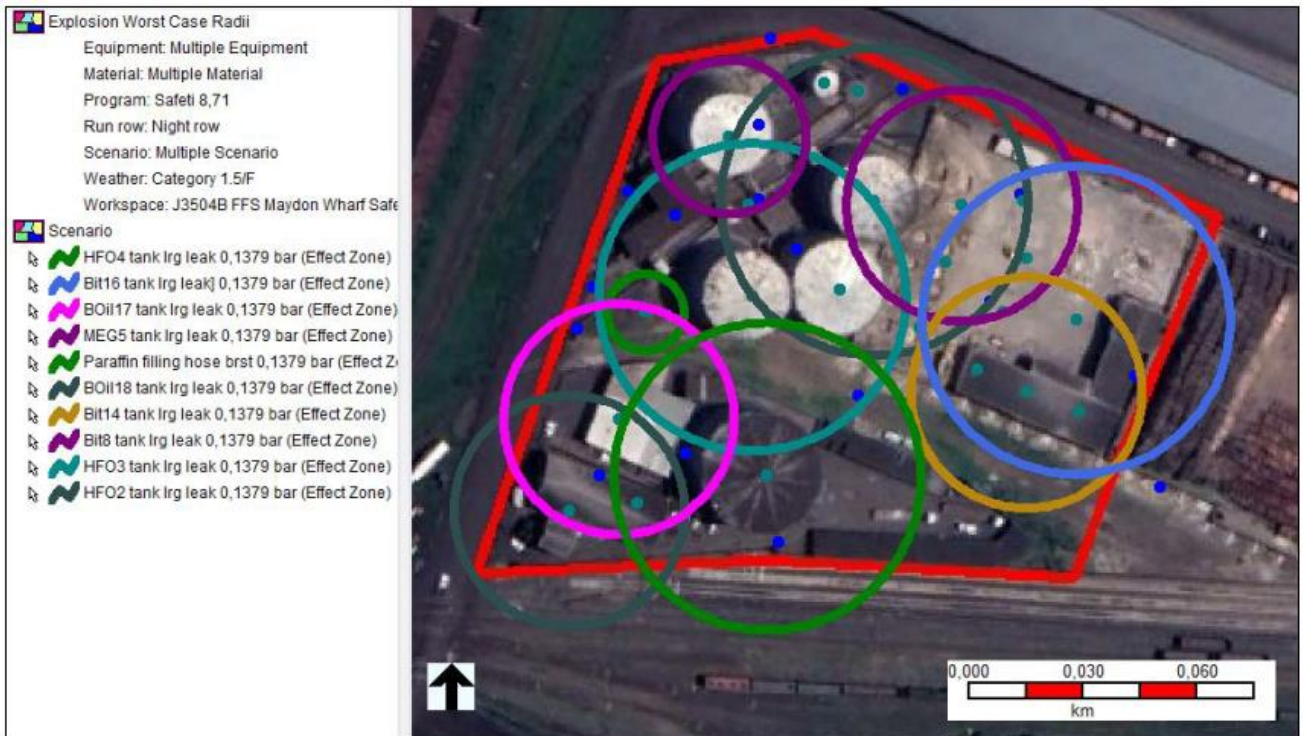 Explosion Worst Case Radii
Equipment: Multiple Equipment
Material: Multiple Material
Program: Safeti 8,71
Run row: Night row
Scenario: Multiple Scenario
Weather: Category 1.5/F
Workspace: J3504B FFS Maydon Wharf Safe
Scenario
HFO4 tank lrg leak 0,1379 bar (Effect Zone)
Bit16 tank lrg leak] 0,1379 bar (Effect Zone)
BOil17 tank lrg leak 0,1379 bar (Effect Zone)
MEG5 tank lrg leak 0,1379 bar (Effect Zone)
Paraffin filling hose brst 0,1379 bar (Effect Z
BOil18 tank lrg leak 0,1379 bar (Effect Zone)
Bit14 tank lrg leak 0,1379 bar (Effect Zone)
Bit8 tank lrg leak 0,1379 bar (Effect Zone)
HFO3 tank lrg leak 0,1379 bar (Effect Zone)
HFO2 tank lrg leak 0,1379 bar (Effect Zone)
0,000 0,030 0,060
km